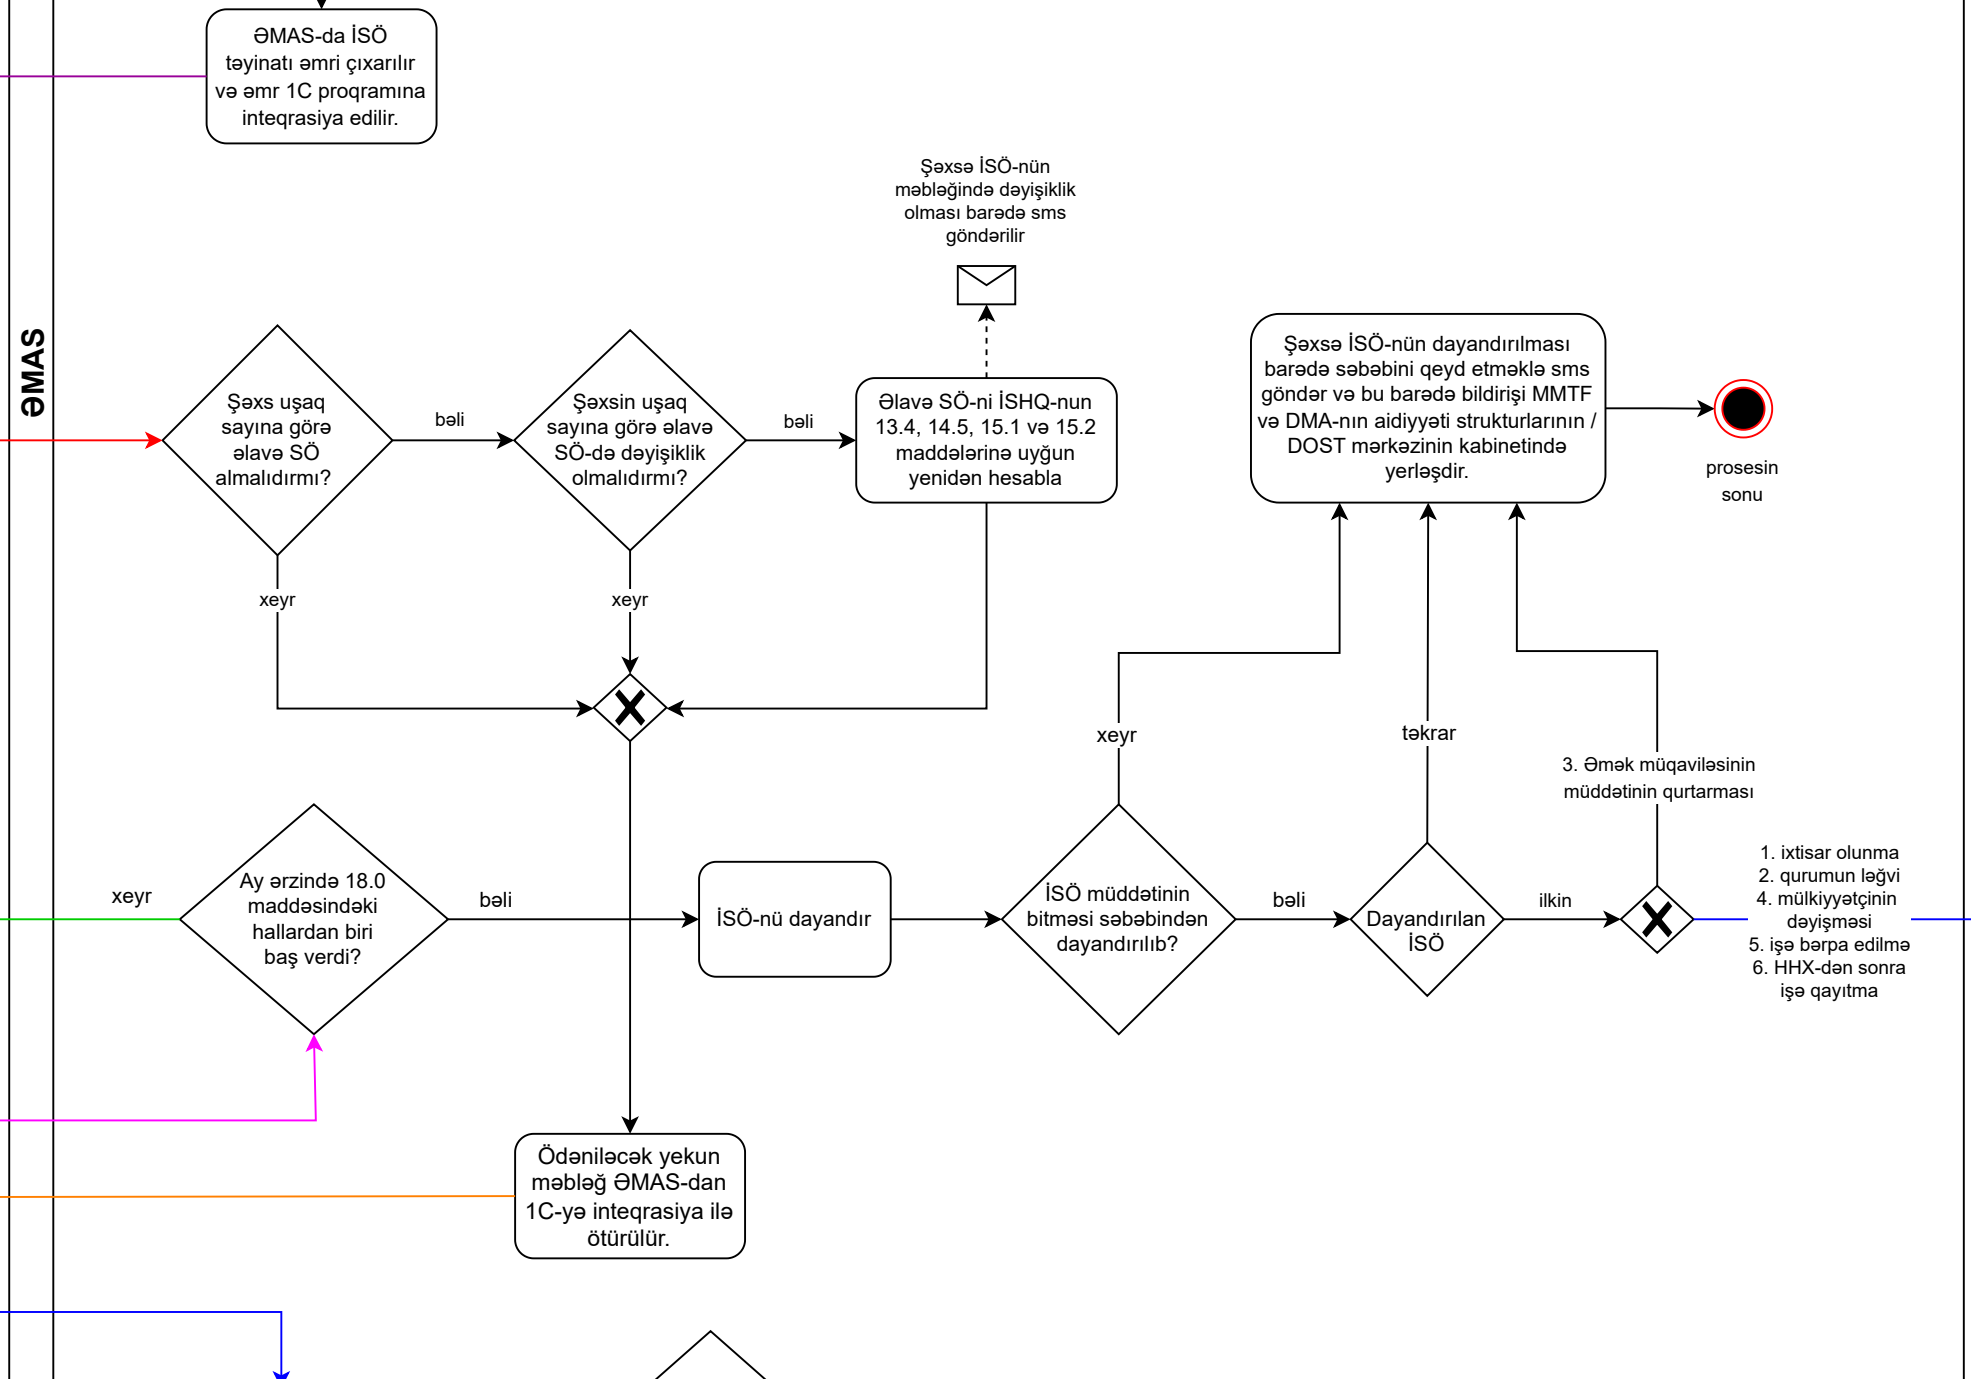 ƏMAS-da İSÖ
təyinatı əmri çıxarılır
və əmr 1C proqramına
inteqrasiya edilir.
Şəxsə İSÖ-nün
məbləğində dəyişiklik
olması barədə sms
göndərilir
ƏMAS
Şəxs uşaq
sayına görə
əlavə SÖ
almalıdırmı?
bəli
Şəxsin uşaq
sayına görə əlavə
SÖ-də dəyişiklik
olmalıdırmı?
bəli
Əlavə SÖ-ni İSHQ-nun
13.4, 14.5, 15.1 və 15.2
maddələrinə uyğun
yenidən hesabla
Şəxsə İSÖ-nün dayandırılması
barədə səbəbini qeyd etməklə sms
göndər və bu barədə bildirişi MMTF
və DMA-nın aidiyyəti strukturlarının /
DOST mərkəzinin kabinetində
yerləşdir.
prosesin
sonu
xeyr
xeyr
xeyr
təkrar
3. Əmək müqaviləsinin
müddətinin qurtarması
xeyr
Ay ərzində 18.0
maddəsindəki
hallardan biri
baş verdi?
bəli
İSÖ-nü dayandır
İSÖ müddətinin
bitməsi səbəbindən
dayandırılıb?
bəli
Dayandırılan
İSÖ
ilkin
1. ixtisar olunma
2. qurumun ləğvi
4. mülkiyyətçinin
dəyişməsi
5. işə bərpa edilmə
6. HHX-dən sonra
işə qayıtma
Ödəniləcək yekun
məbləğ ƏMAS-dan
1C-yə inteqrasiya ilə
ötürülür.